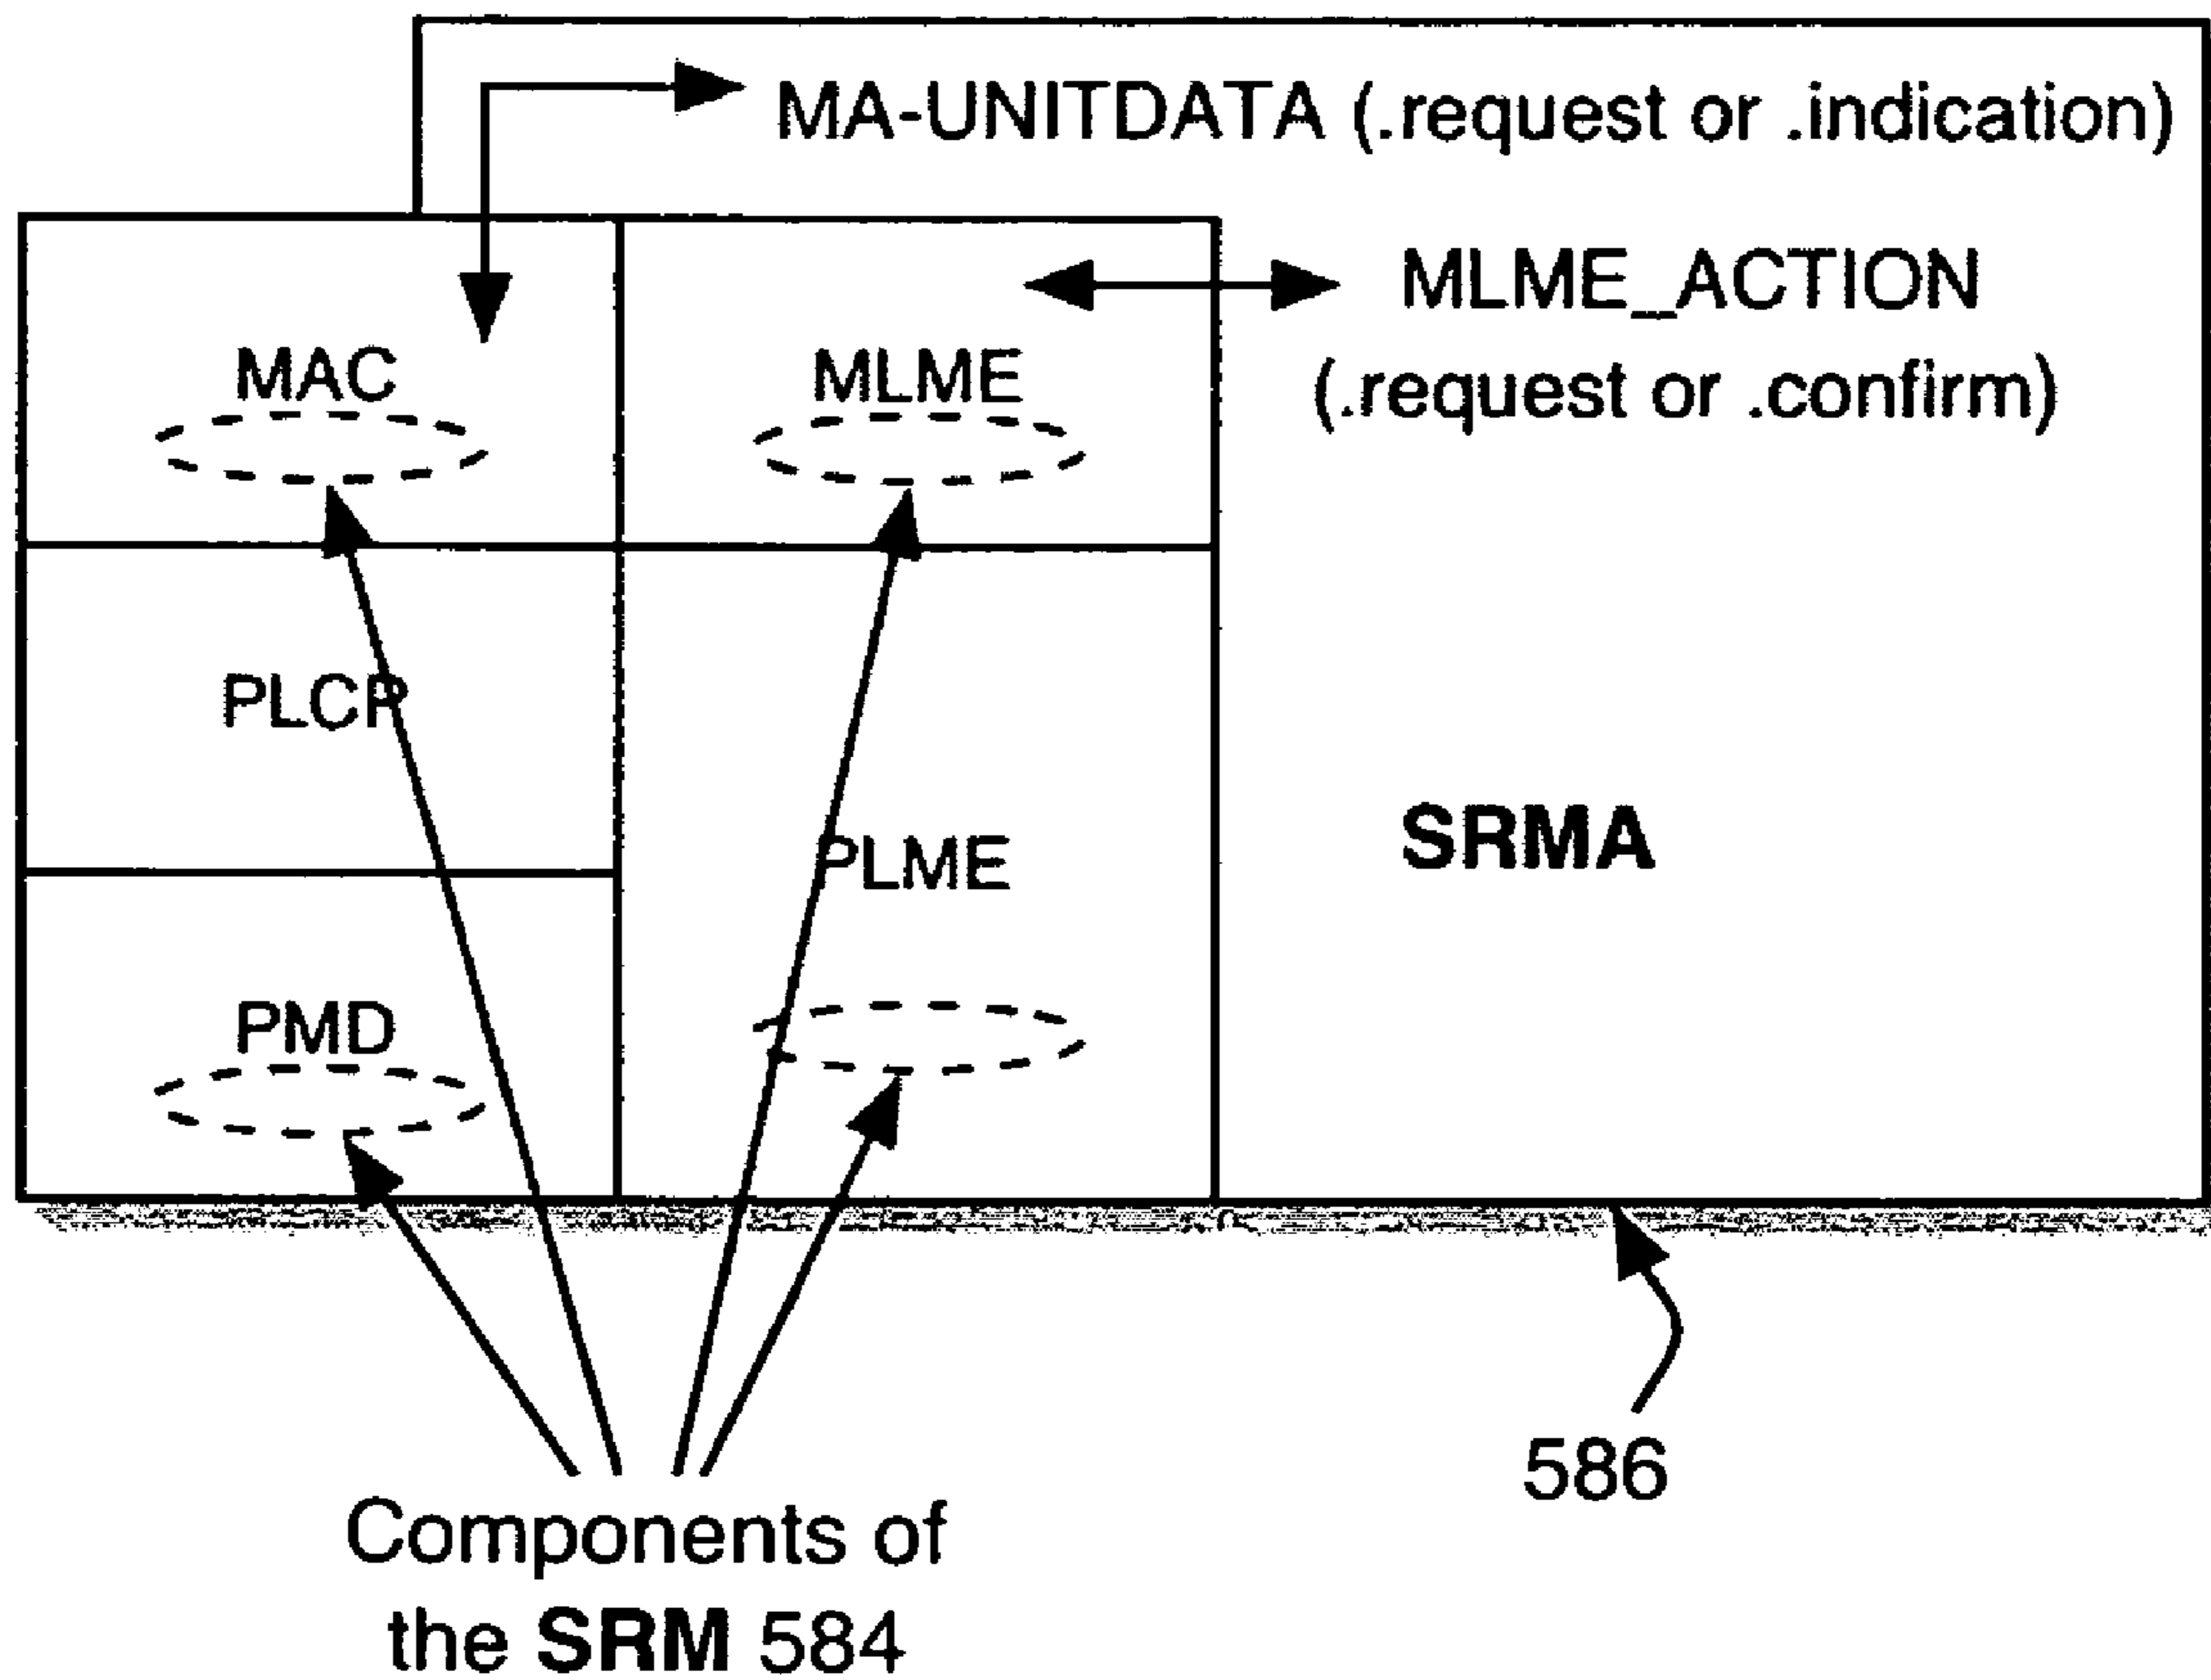 MA-UNITDATA (.request or .indication)
MLME_ACTION
(.request or .confirm)
MAC
MLME
PLCP
PLME
SRMA
PMD
586
Components of
the SRM 584